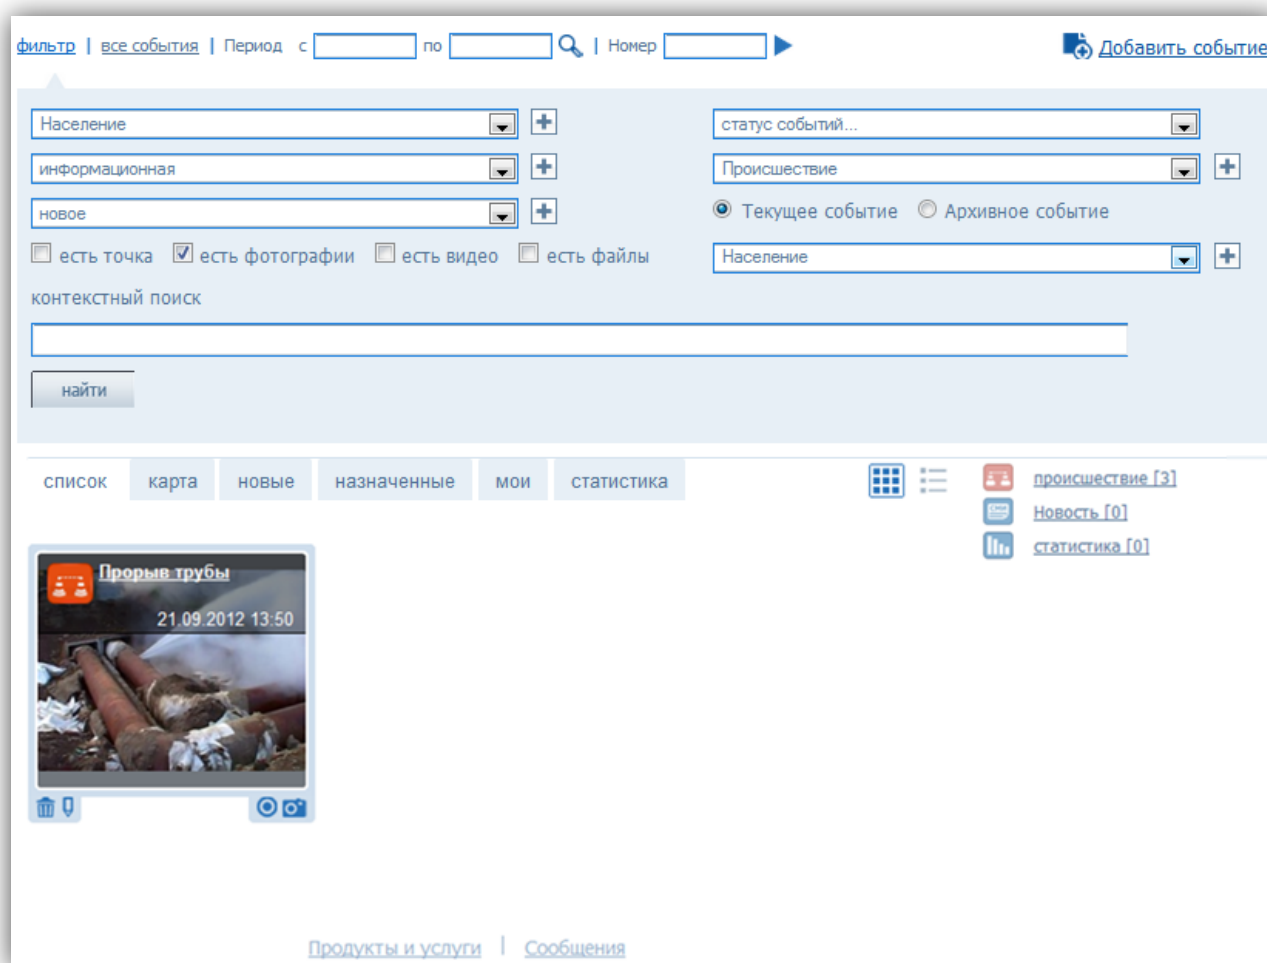 фильтр | все события | Период с по | Номер Добавить событие
Население статус событий...
информационная Происшествие
новое Текущее событие Архивное событие
есть точка есть фотографии есть видео есть файлы Население
контекстный поиск
найти
список карта новые назначенные мои статистика
происшествие [3]
Новость [0]
статистика [0]
Прорыв трубы
21.09.2012 13:50
Продукты и услуги | Сообщения